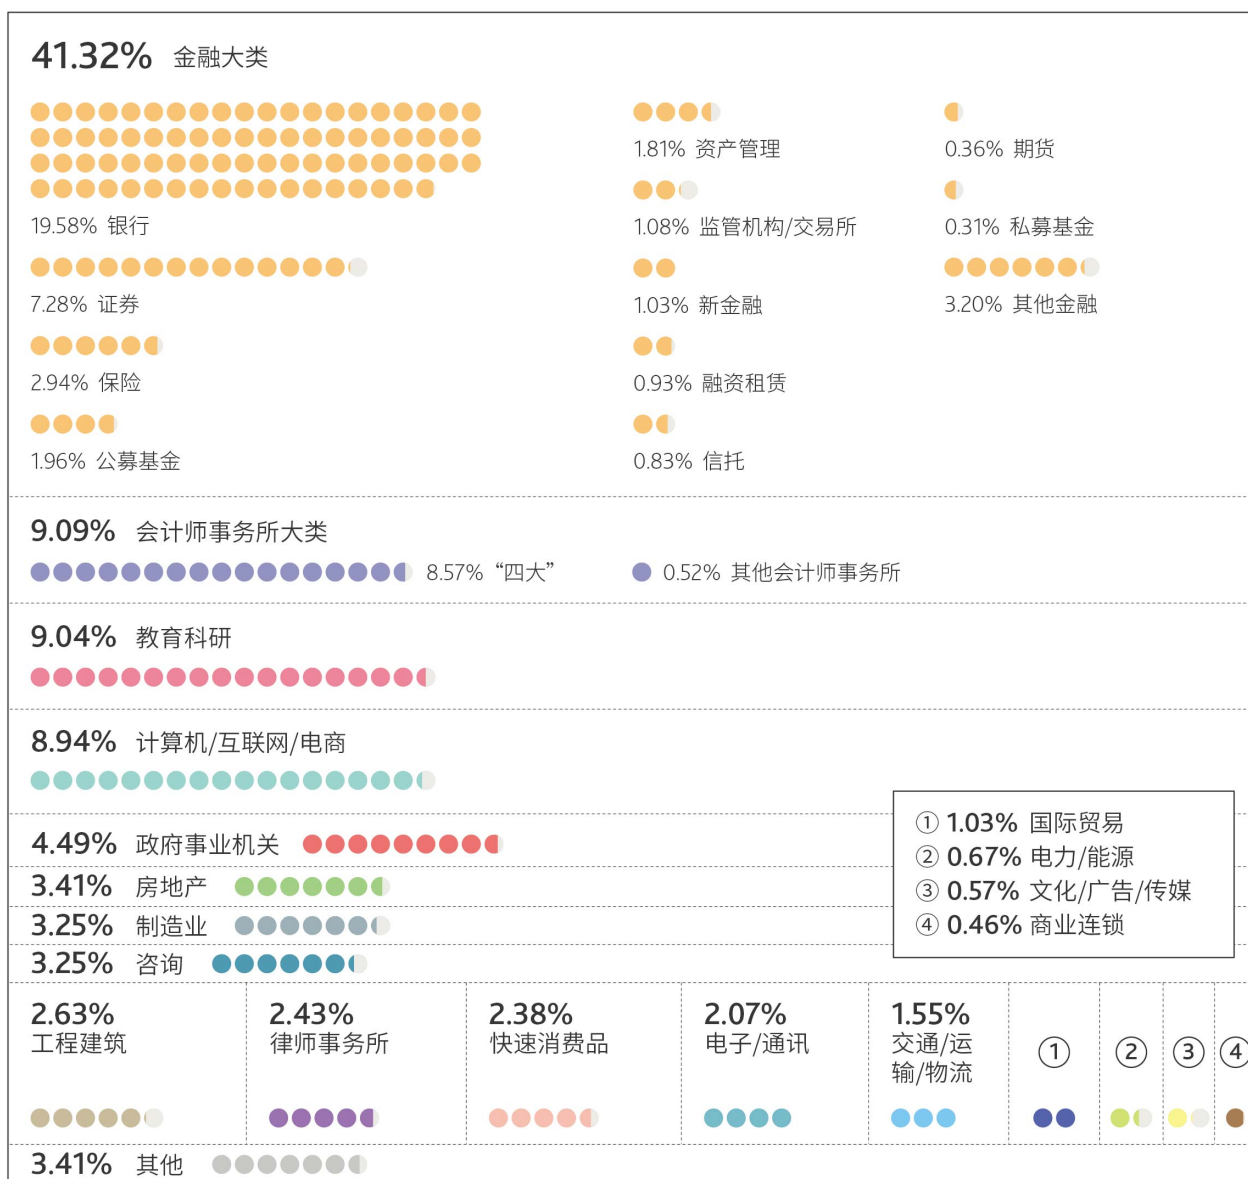 41.32% 金融大类
19.58% 银行
7.28% 证券
2.94% 保险
1.96% 公募基金
1.81% 资产管理
1.08% 监管机构/交易所
1.03% 新金融
0.93% 融资租赁
0.83% 信托
0.36% 期货
0.31% 私募基金
3.20% 其他金融
9.09% 会计师事务所大类
8.57% “四大”
0.52% 其他会计师事务所
9.04% 教育科研
8.94% 计算机/互联网/电商
4.49% 政府事业机关
3.41% 房地产
3.25% 制造业
3.25% 咨询
① 1.03% 国际贸易
② 0.67% 电力/能源
③ 0.57% 文化/广告/传媒
④ 0.46% 商业连锁
2.63%
工程建筑
2.43%
律师事务所
2.38%
快速消费品
2.07%
电子/通讯
1.55%
交通/运
输/物流
①
②
③
④
3.41% 其他